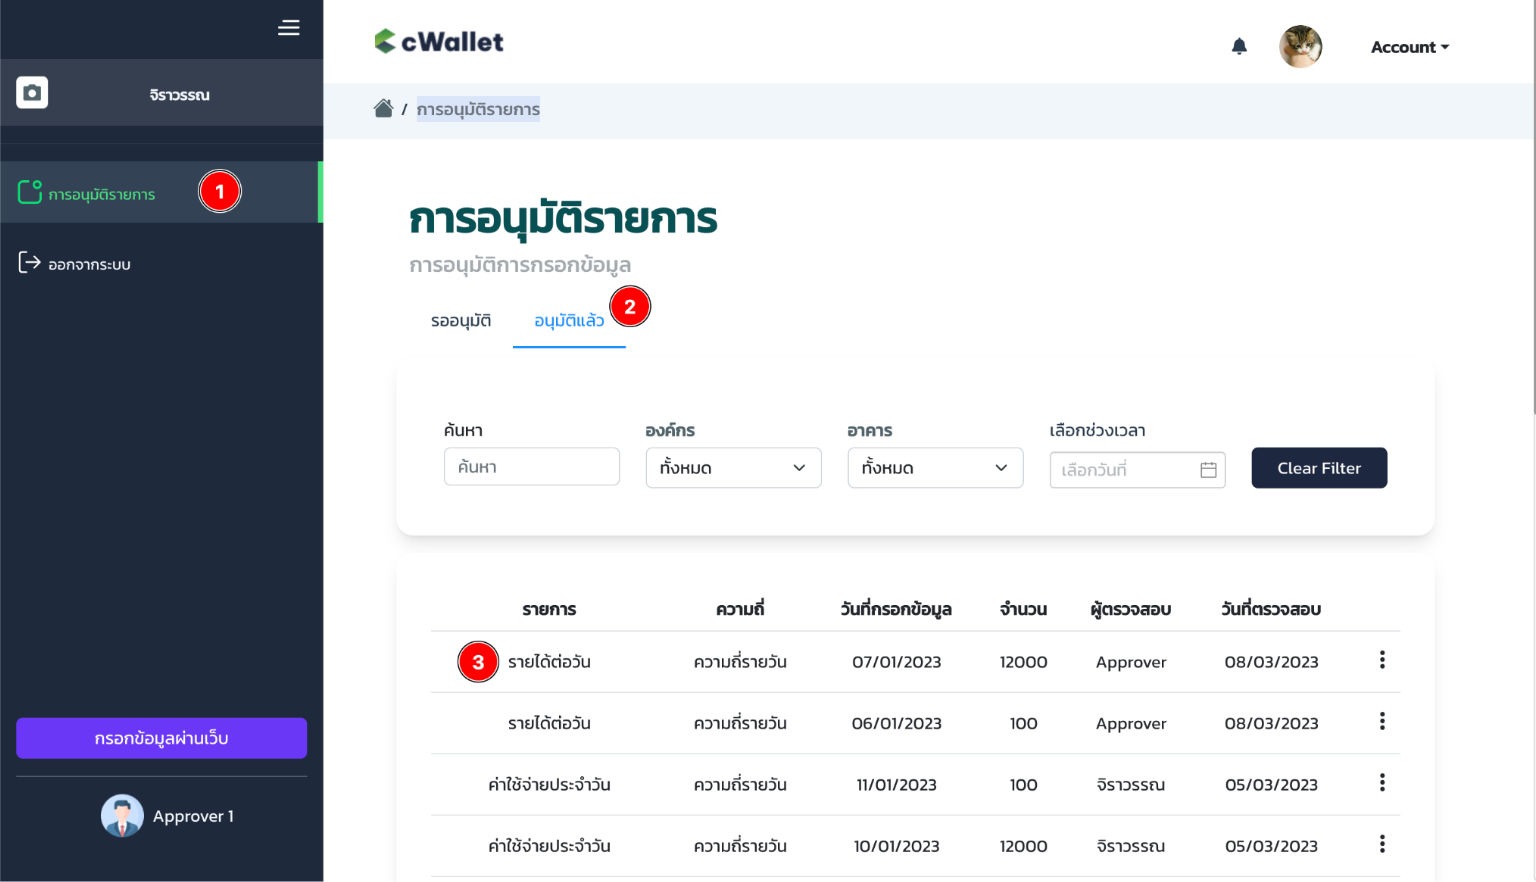 จิราวรรณ
การอนุมัติรายการ
1
ออกจากระบบ
กรอกข้อมูลผ่านเว็บ
Approver 1
cWallet
Account
/ การอนุมัติรายการ
การอนุมัติรายการ
การอนุมัติการกรอกข้อมูล
รออนุมัติ อนุมัติแล้ว 2
ค้นหา องค์กร อาคาร เลือกช่วงเวลา
ค้นหา ทั้งหมด ทั้งหมด เลือกวันที่ Clear Filter
รายการ ความถี่ วันที่กรอกข้อมูล จำนวน ผู้ตรวจสอบ วันที่ตรวจสอบ
3 รายได้ต่อวัน ความถี่รายวัน 07/01/2023 12000 Approver 08/03/2023
รายได้ต่อวัน ความถี่รายวัน 06/01/2023 100 Approver 08/03/2023
ค่าใช้จ่ายประจำวัน ความถี่รายวัน 11/01/2023 100 จิราวรรณ 05/03/2023
ค่าใช้จ่ายประจำวัน ความถี่รายวัน 10/01/2023 12000 จิราวรรณ 05/03/2023